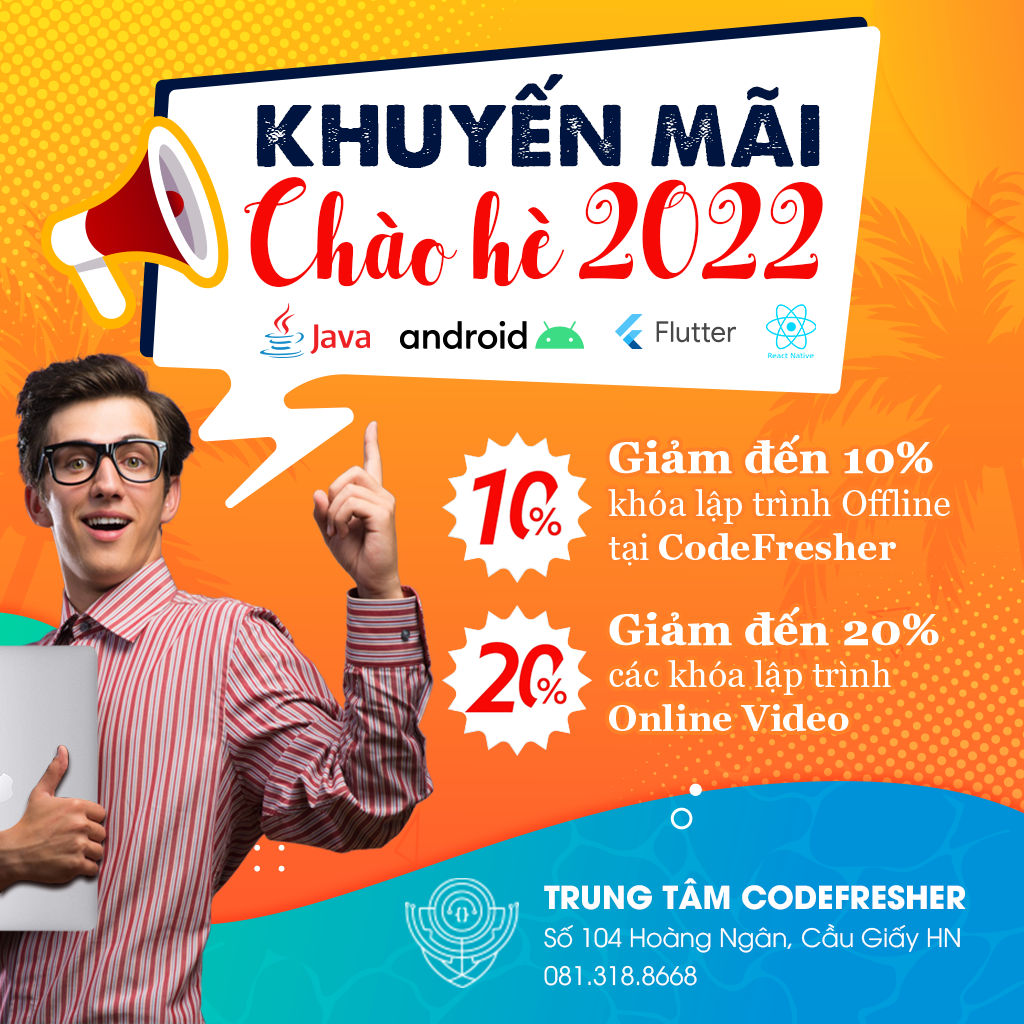 KHUYẾN MÃI
Chào hè 2022
Java
android
Flutter
React Native
10%
Giảm đến 10%
khóa lập trình Offline
tại CodeFresher
20%
Giảm đến 20%
các khóa lập trình
Online Video
TRUNG TÂM CODEFRESHER
Số 104 Hoàng Ngân, Cầu Giấy HN
081.318.8668